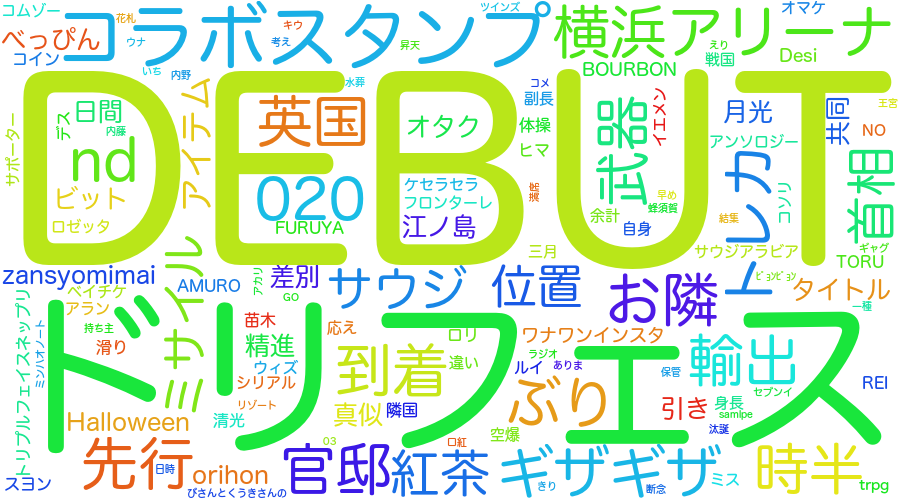 コムゾー
花札
コラボスタンプ
ツインズ
横浜アリーナ
オマケ
べっぴん
キウ
ウナ
考え
昇天
えり
戦国
Desi
コイン
いち
内野
水葬
コメ
BOURBON
DEBUT
日間
デス
内藤
アイテム
英国
オタク
副長
体操
ヒマ
武器
イエメン
月光
共同
王宮
NO
アンソロジー
サポーター
nd
ビット
ロゼッタ
020
FURUYA
ケセラセラ
フロンターレ
江ノ島
余計
早め
蜂須賀
自身
トレカ
結集
コソリ
首相
三月
サウジアラビア
ギャグ
TORU
zansyomimai
ミサイル
AMURO
アカリ
差別
GO
サウジ
位置
お隣
ピョンピョン
タイトル
一種
ペイチケ
アラン
持ち主
滑り
トリプルフェイスネップリ
ミンハオノート
ドリフェス
苗木
精進
ウィズ
シリアル
応え
到着
ロリ
違い
ワナワンインスタ
ラジオ
ルイ
ありま
輸出
保管
セブンイ
REI
Halloween
リゾート
清光
真似
隣国
ぶり
引き
身長
samlpe
汰誕
先行
日時
orihon
03
口紅
空爆
官邸
紅茶
ギザギザ
ミス
時半
スヨン
ぴさんとくうきさんの
きり
断念
trpg